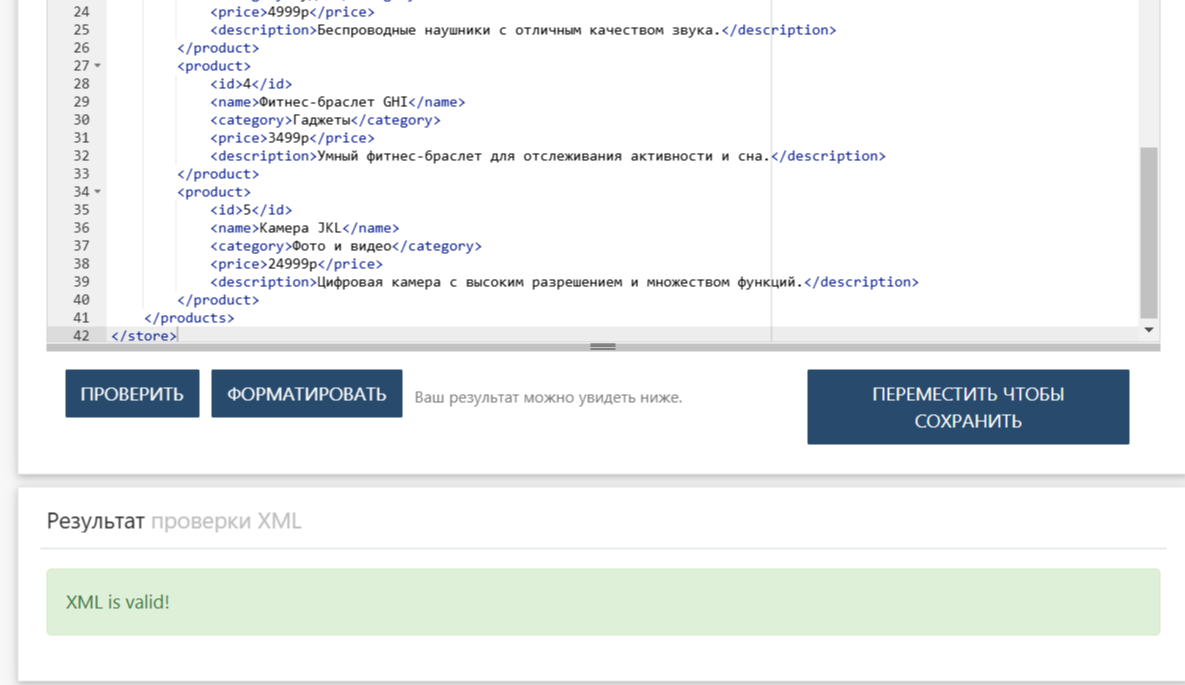 24 <price>4999р</price>
25 <description>Беспроводные наушники с отличным качеством звука.</description>
26 </product>
27 <product>
28 <id>4</id>
29 <name>Фитнес-браслет GHI</name>
30 <category>Гаджеты</category>
31 <price>3499р</price>
32 <description>Умный фитнес-браслет для отслеживания активности и сна.</description>
33 </product>
34 <product>
35 <id>5</id>
36 <name>Камера JKL</name>
37 <category>Фото и видео</category>
38 <price>24999р</price>
39 <description>Цифровая камера с высоким разрешением и множеством функций.</description>
40 </product>
41 </products>
42 </store>
ПРОВЕРИТЬ ФОРМАТИРОВАТЬ Ваш результат можно увидеть ниже. ПЕРЕМЕСТИТЬ ЧТОБЫ
СОХРАНИТЬ
Результат проверки XML
XML is valid!